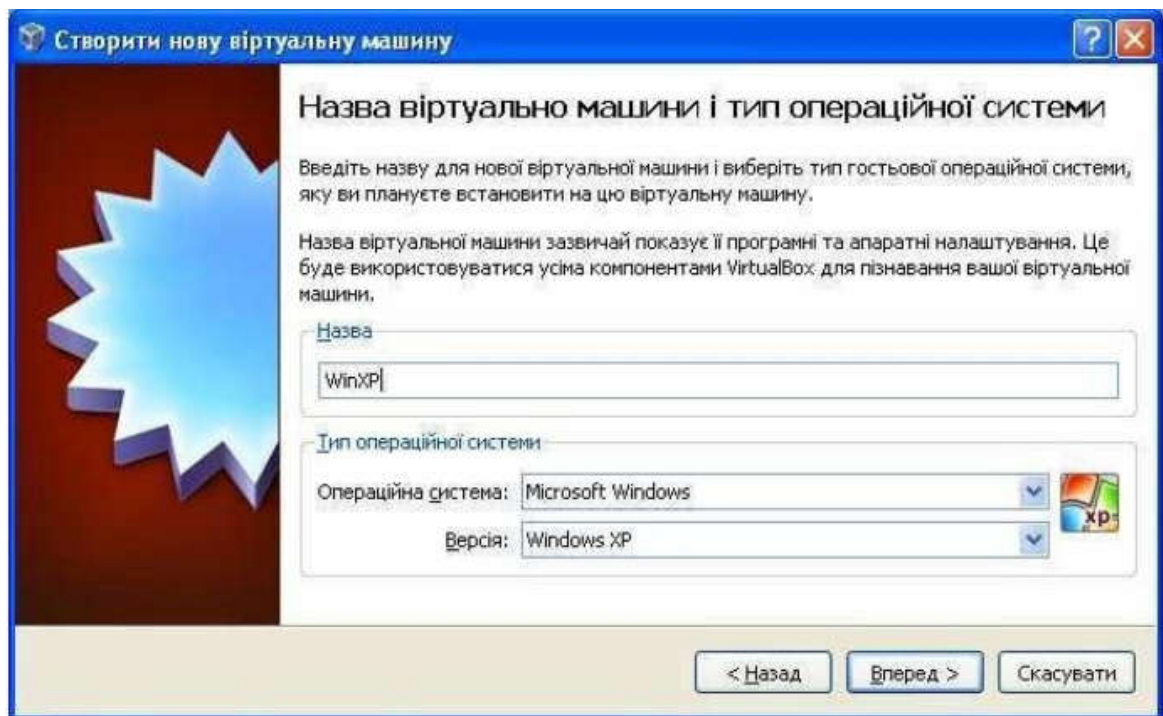 Створити нову віртуальну машину
Назва віртуально машини і тип операційної системи
Введіть назву для нової віртуальної машини і виберіть тип гостьової операційної системи,
яку ви плануєте встановити на цю віртуальну машину.
Назва віртуальної машини зазвичай показує її програмні та апаратні налаштування. Це
буде використовуватися усіма компонентами VirtualBox для пізнавання вашої віртуальної
машини.
Назва
WinXP
Тип операційної системи
Операційна система: Microsoft Windows
xp
Версія: Windows XP
< Назад Вперед > Скасувати